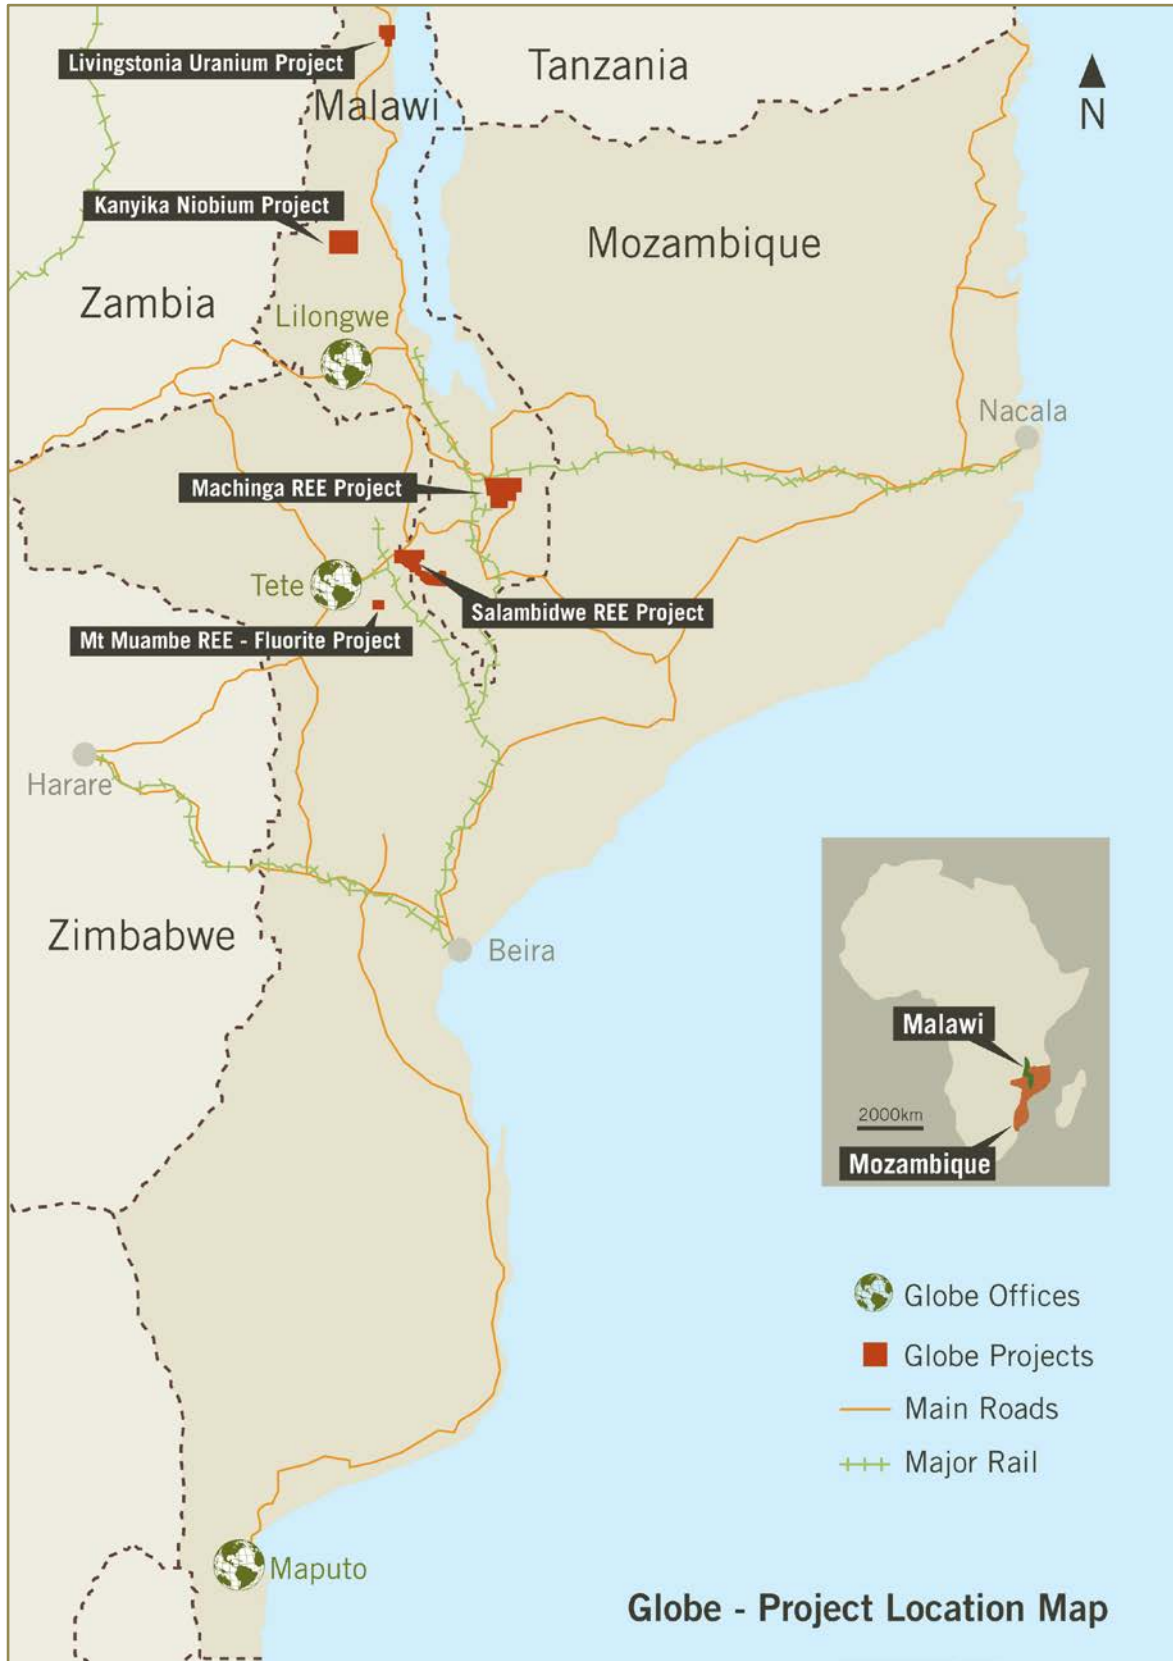 Livingstonia Uranium Project
Tanzania
Malawi
N
Kanyika Niobium Project
Mozambique
Zambia
Lilongwe
Nacala
Machinga REE Project
Tete
Salambidwe REE Project
Mt Muambe REE - Fluorite Project
Harare
Zimbabwe
Beira
Malawi
2000km
Mozambique
Globe Offices
Globe Projects
Main Roads
Major Rail
Maputo
Globe - Project Location Map